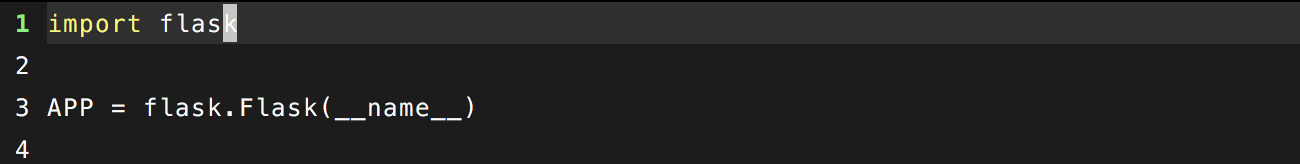 1 import flask
2
3 APP = flask.Flask(__name__)
4